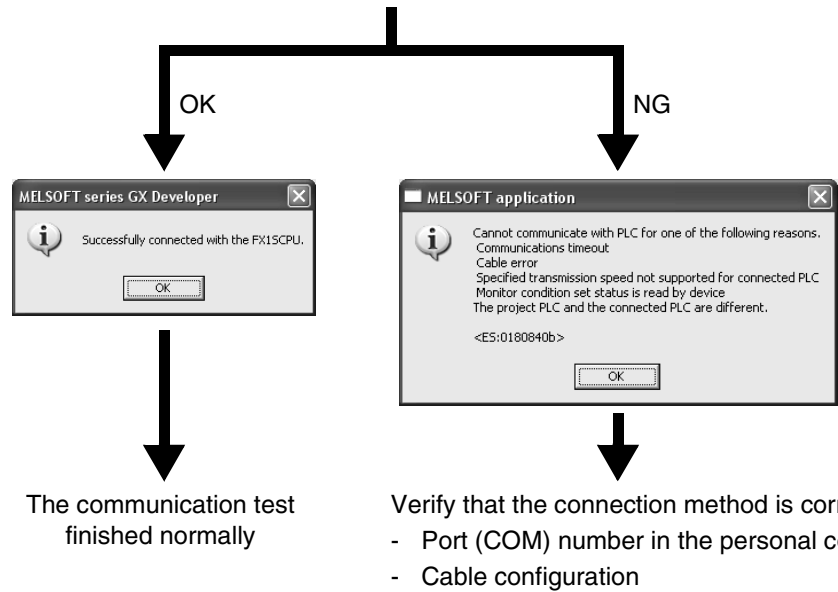 OK
NG
MELSOFT series GX Developer
Successfully connected with the FX1SCPU.
OK
MELSOFT application
Cannot communicate with PLC for one of the following reasons.
Communications timeout
Cable error
Specified transmission speed not supported for connected PLC
Monitor condition set status is read by device
The project PLC and the connected PLC are different.
<ES:0180840b>
OK
The communication test
finished normally
Verify that the connection method is
- Port (COM) number in the personal
- Cable configuration